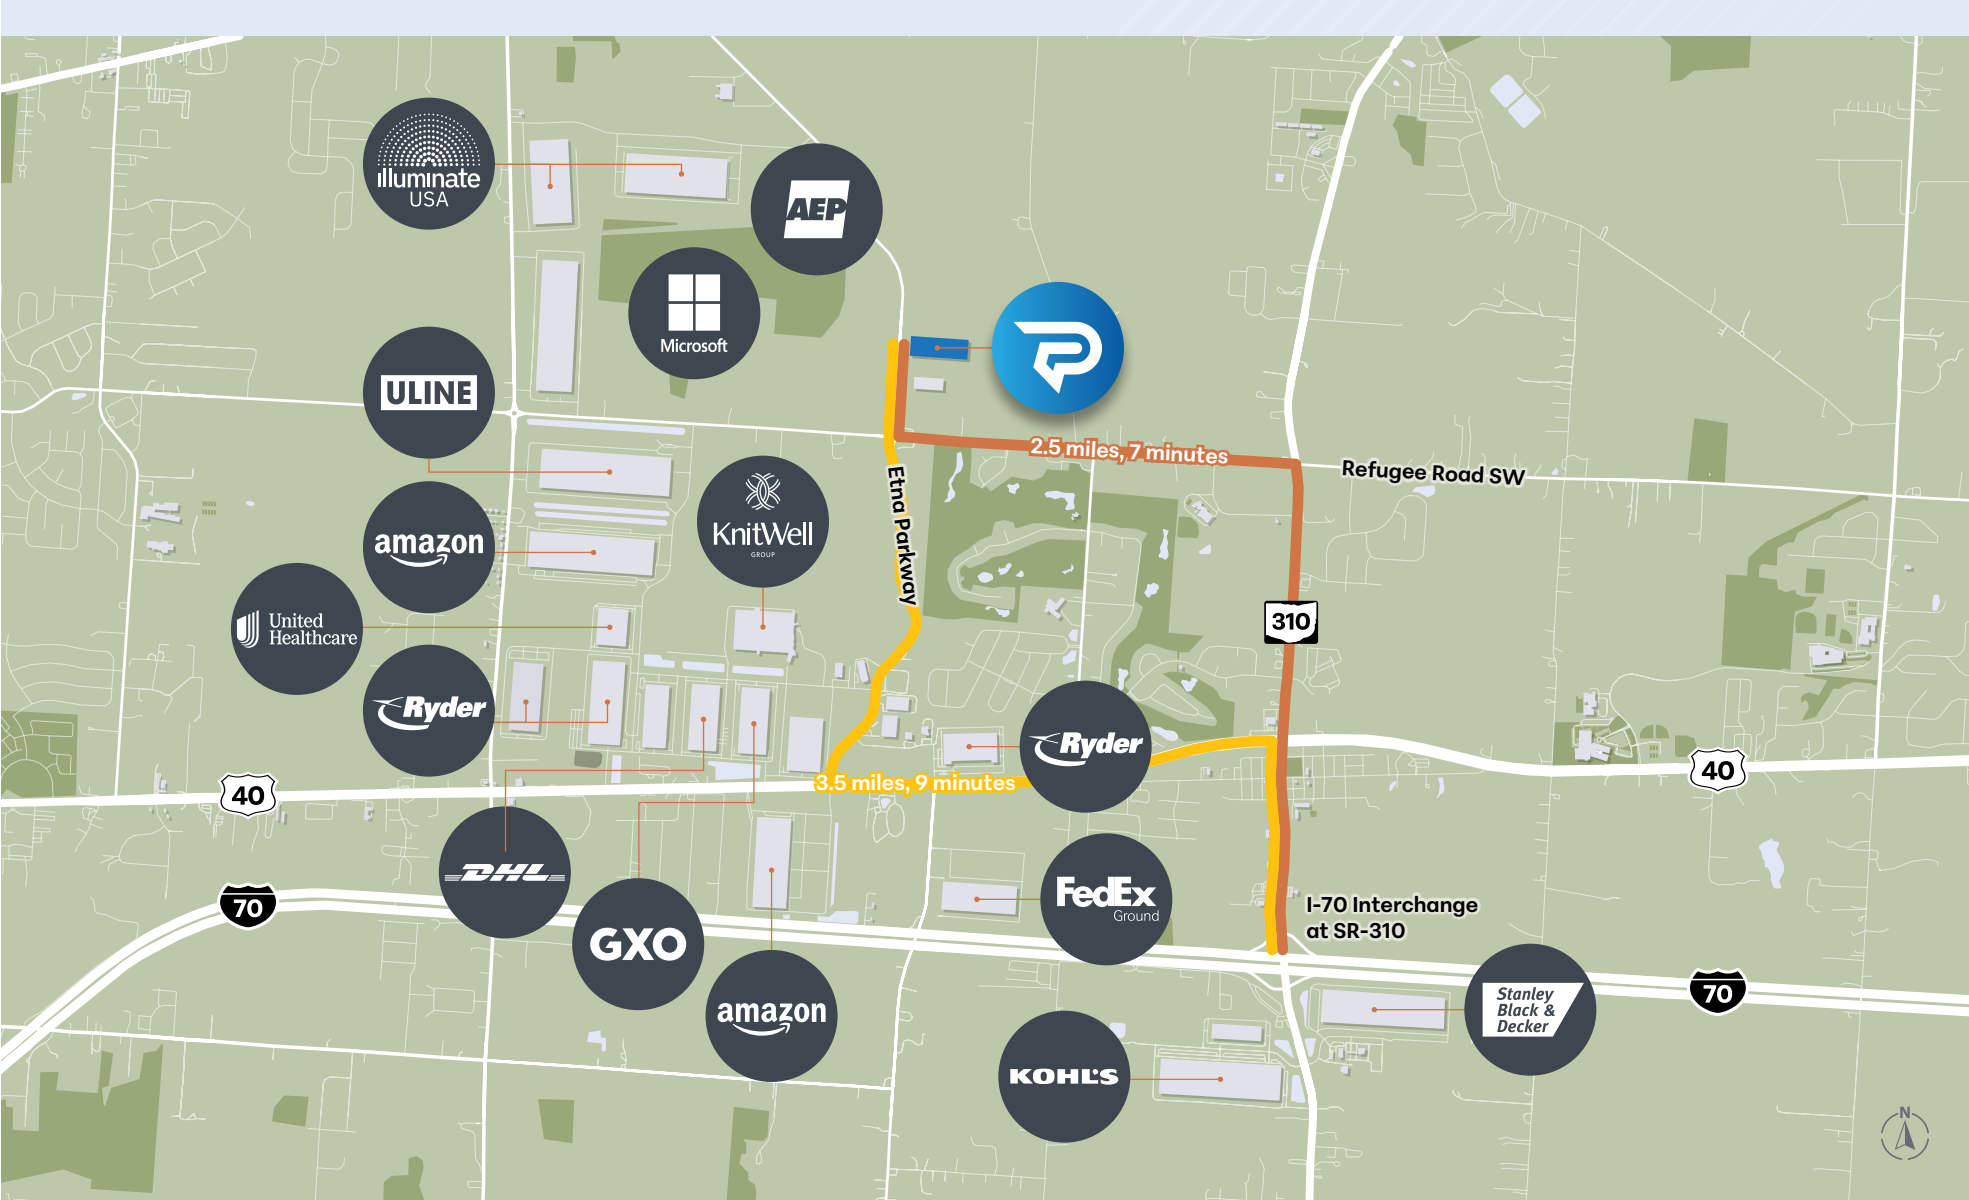 illuminate
USA
AEP
Microsoft
ULINE
2.5 miles, 7 minutes
Refugee Road SW
Etna Parkway
KnitWell
GROUP
amazon
United
Healthcare
310
Ryder
Ryder
40
40
3.5 miles, 9 minutes
DHL
FedEx
Ground
70
I-70 Interchange
at SR-310
GXO
amazon
Stanley
Black &
Decker
70
KOHL'S
N